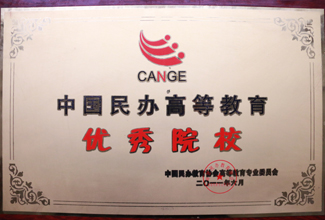 CANGE
中国民办高等教育
优秀院校
中国民办教育协会高等教育专业委员会
二〇一一年六月